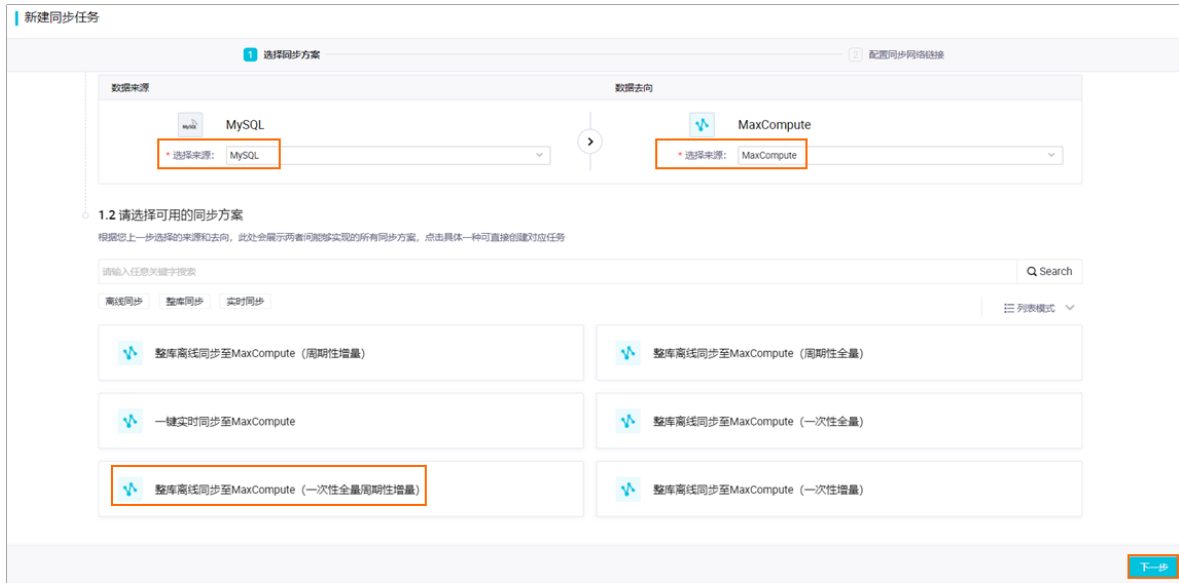 新建同步任务
1 选择同步方案
2 配置同步网络链接
数据来源
数据去向
MySQL
MySQL
MaxCompute
* 选择来源: MySQL
* 选择来源: MaxCompute
1.2 请选择可用的同步方案
根据您上一步选择的来源和去向，此处会展示两者间能够实现的所有同步方案，点击具体一种可直接创建对应任务
请输入任意关键字搜索
Search
离线同步 整库同步 实时同步
列表模式
整库离线同步至MaxCompute（周期性增量）
整库离线同步至MaxCompute（周期性全量）
一键实时同步至MaxCompute
整库离线同步至MaxCompute（一次性全量）
整库离线同步至MaxCompute（一次性全量周期性增量）
整库离线同步至MaxCompute（一次性增量）
下一步